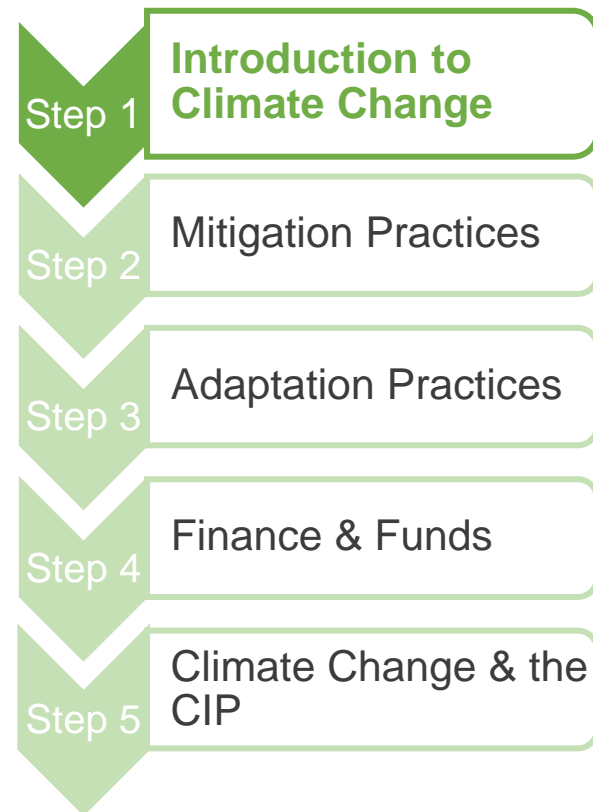 Step 1
Introduction to
Climate Change
Step 2
Mitigation Practices
Step 3
Adaptation Practices
Step 4
Finance & Funds
Step 5
Climate Change & the
CIP